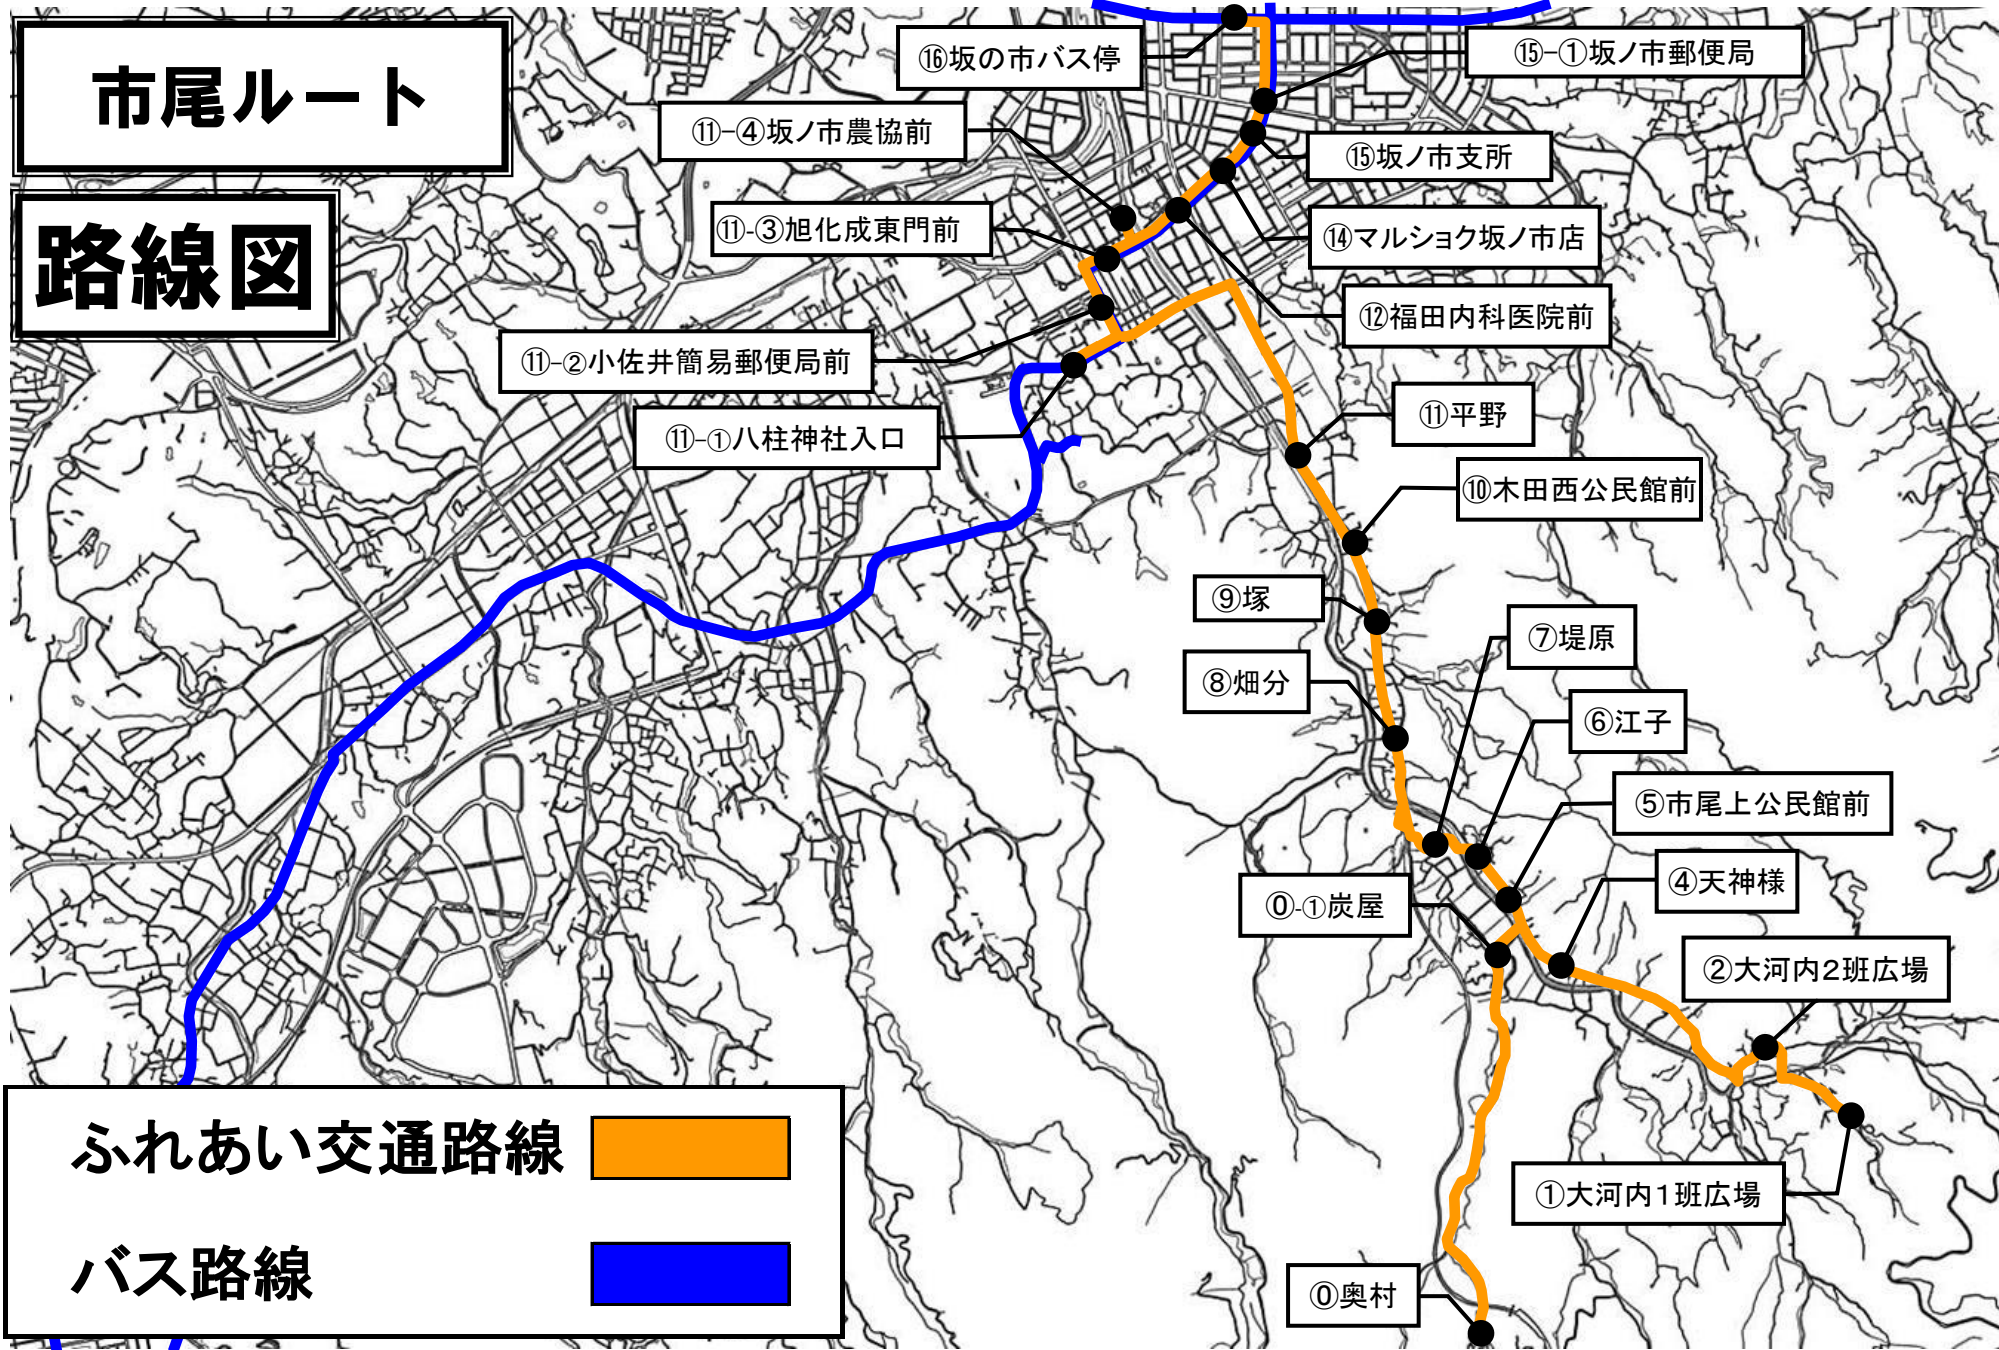 市尾ルート
路線図
⑯坂の市バス停
⑮-①坂ノ市郵便局
⑪-④坂ノ市農協前
⑮坂ノ市支所
⑪-③旭化成東門前
⑭マルショク坂ノ市店
⑫福田内科医院前
⑪-②小佐井簡易郵便局前
⑪平野
⑪-①八柱神社入口
⑩木田西公民館前
⑨塚
⑦堤原
⑧畑分
⑥江子
⑤市尾上公民館前
④天神様
⓪-①炭屋
②大河内2班広場
①大河内1班広場
⓪奥村
ふれあい交通路線
バス路線